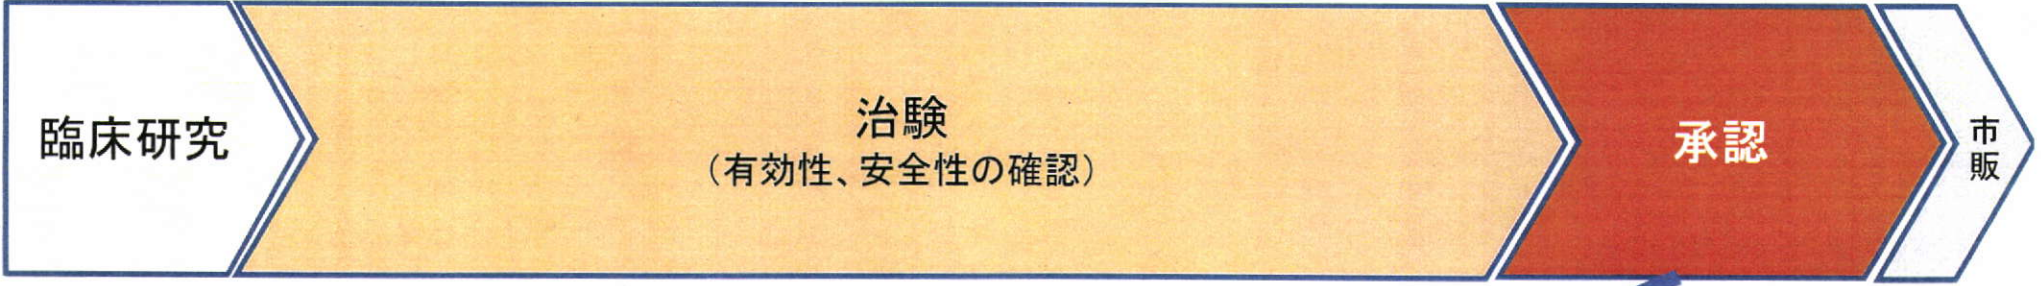 臨床研究
治験
（有効性、安全性の確認）
承認
市販